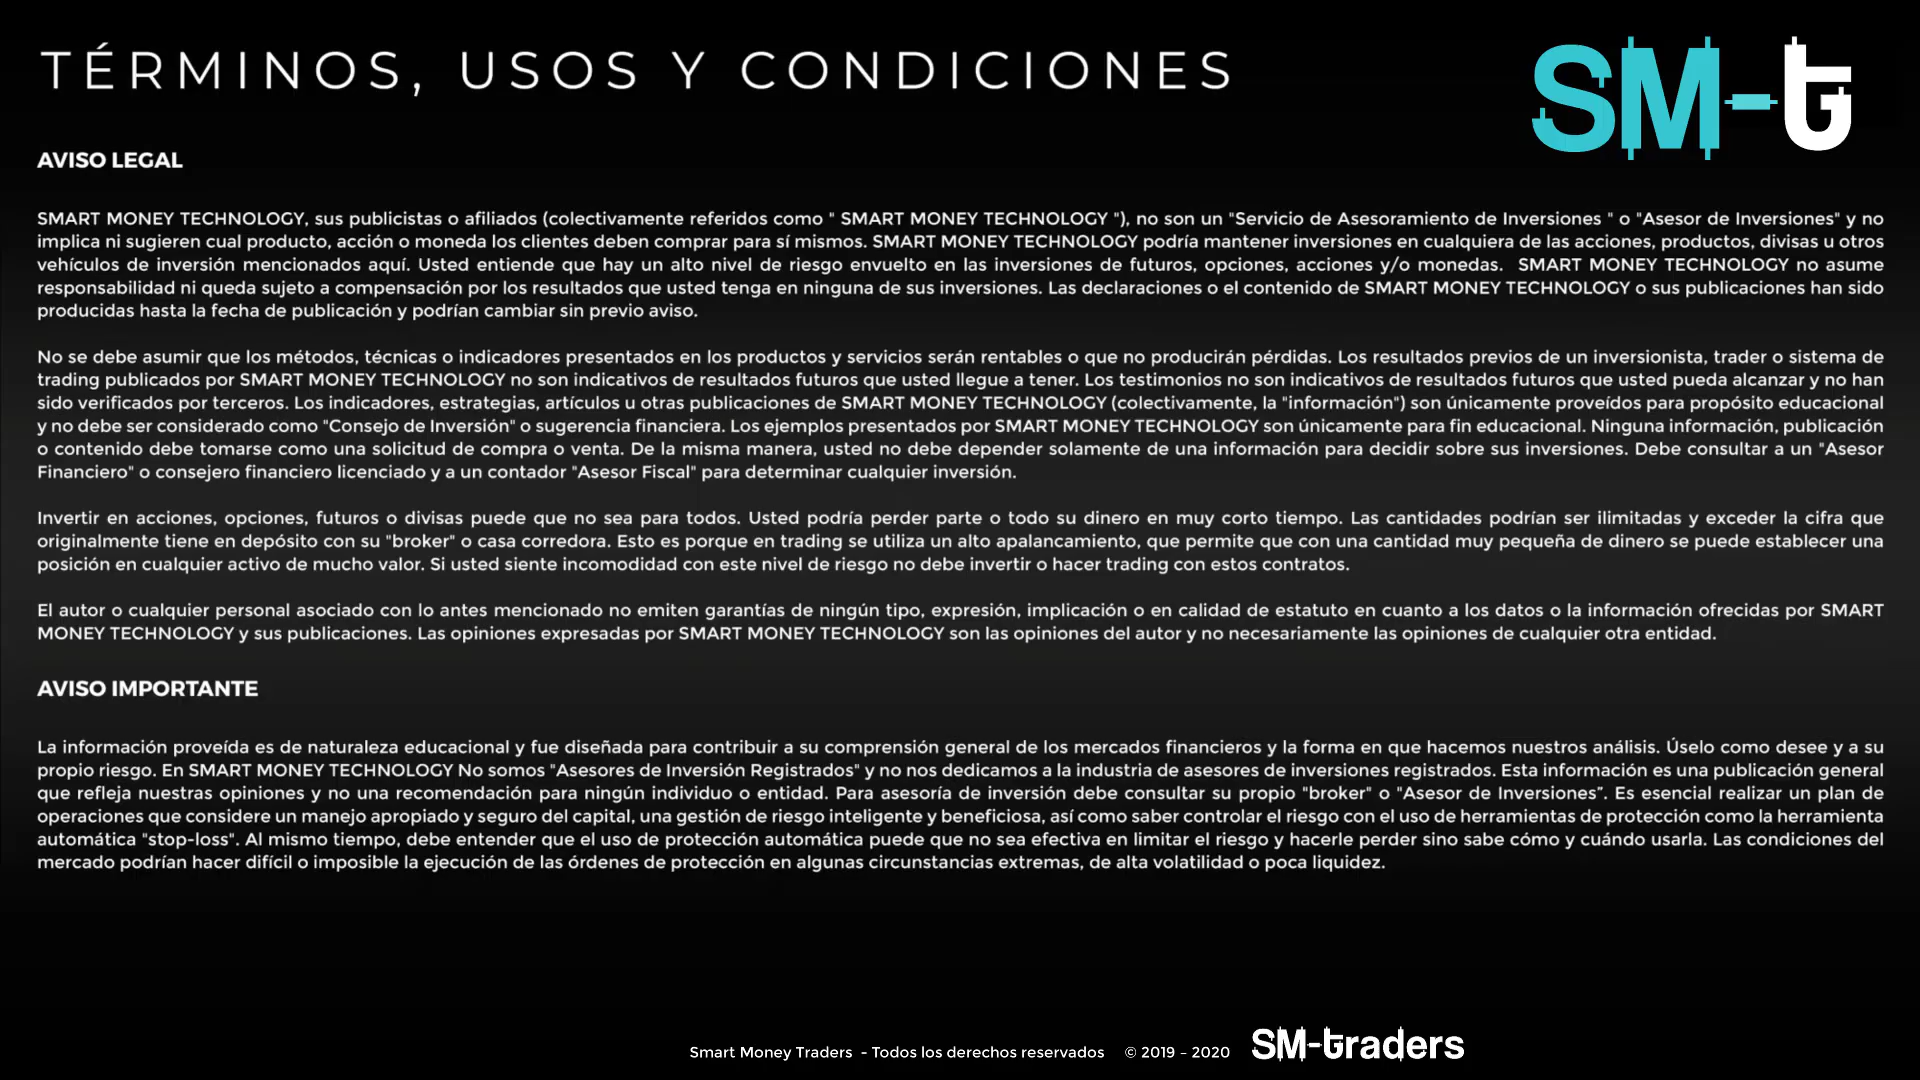 TÉRMINOS, USOS Y CONDICIONES
SM-t
AVISO LEGAL
SMART MONEY TECHNOLOGY, sus publicistas o afiliados (colectivamente referidos como " SMART MONEY TECHNOLOGY "), no son un "Servicio de Asesoramiento de Inversiones " o "Asesor de Inversiones" y no
implica ni sugieren cual producto, acción o moneda los clientes deben comprar para sí mismos. SMART MONEY TECHNOLOGY podría mantener inversiones en cualquiera de las acciones, productos, divisas u otros
vehículos de inversión mencionados aquí. Usted entiende que hay un alto nivel de riesgo envuelto en las inversiones de futuros, opciones, acciones y/o monedas. SMART MONEY TECHNOLOGY no asume
responsabilidad ni queda sujeto a compensación por los resultados que usted tenga en ninguna de sus inversiones. Las declaraciones o el contenido de SMART MONEY TECHNOLOGY o sus publicaciones han sido
producidas hasta la fecha de publicación y podrían cambiar sin previo aviso.
No se debe asumir que los métodos, técnicas o indicadores presentados en los productos y servicios serán rentables o que no producirán pérdidas. Los resultados previos de un inversionista, trader o sistema de
trading publicados por SMART MONEY TECHNOLOGY no son indicativos de resultados futuros que usted llegue a tener. Los testimonios no son indicativos de resultados futuros que usted pueda alcanzar y no han
sido verificados por terceros. Los indicadores, estrategias, artículos u otras publicaciones de SMART MONEY TECHNOLOGY (colectivamente, la "información") son únicamente proveídos para propósito educacional
y no debe ser considerado como "Consejo de Inversión" o sugerencia financiera. Los ejemplos presentados por SMART MONEY TECHNOLOGY son únicamente para fin educacional. Ninguna información, publicación
o contenido debe tomarse como una solicitud de compra o venta. De la misma manera, usted no debe depender solamente de una información para decidir sobre sus inversiones. Debe consultar a un "Asesor
Financiero" o consejero financiero licenciado y a un contador "Asesor Fiscal" para determinar cualquier inversión.
Invertir en acciones, opciones, futuros o divisas puede que no sea para todos. Usted podría perder parte o todo su dinero en muy corto tiempo. Las cantidades podrían ser ilimitadas y exceder la cifra que
originalmente tiene en depósito con su "broker" o casa corredora. Esto es porque en trading se utiliza un alto apalancamiento, que permite que con una cantidad muy pequeña de dinero se puede establecer una
posición en cualquier activo de mucho valor. Si usted siente incomodidad con este nivel de riesgo no debe invertir o hacer trading con estos contratos.
El autor o cualquier personal asociado con lo antes mencionado no emiten garantías de ningún tipo, expresión, implicación o en calidad de estatuto en cuanto a los datos o la información ofrecidas por SMART
MONEY TECHNOLOGY y sus publicaciones. Las opiniones expresadas por SMART MONEY TECHNOLOGY son las opiniones del autor y no necesariamente las opiniones de cualquier otra entidad.
AVISO IMPORTANTE
La información proveída es de naturaleza educacional y fue diseñada para contribuir a su comprensión general de los mercados financieros y la forma en que hacemos nuestros análisis. Úselo como desee y a su
propio riesgo. En SMART MONEY TECHNOLOGY No somos "Asesores de Inversión Registrados" y no nos dedicamos a la industria de asesores de inversiones registrados. Esta información es una publicación general
que refleja nuestras opiniones y no una recomendación para ningún individuo o entidad. Para asesoría de inversión debe consultar su propio "broker" o "Asesor de Inversiones”. Es esencial realizar un plan de
operaciones que considere un manejo apropiado y seguro del capital, una gestión de riesgo inteligente y beneficiosa, así como saber controlar el riesgo con el uso de herramientas de protección como la herramienta
automática "stop-loss". Al mismo tiempo, debe entender que el uso de protección automática puede que no sea efectiva en limitar el riesgo y hacerle perder sino sabe cómo y cuándo usarla. Las condiciones del
mercado podrían hacer difícil o imposible la ejecución de las órdenes de protección en algunas circunstancias extremas, de alta volatilidad o poca liquidez.
Smart Money Traders - Todos los derechos reservados © 2019 – 2020 SM-traders